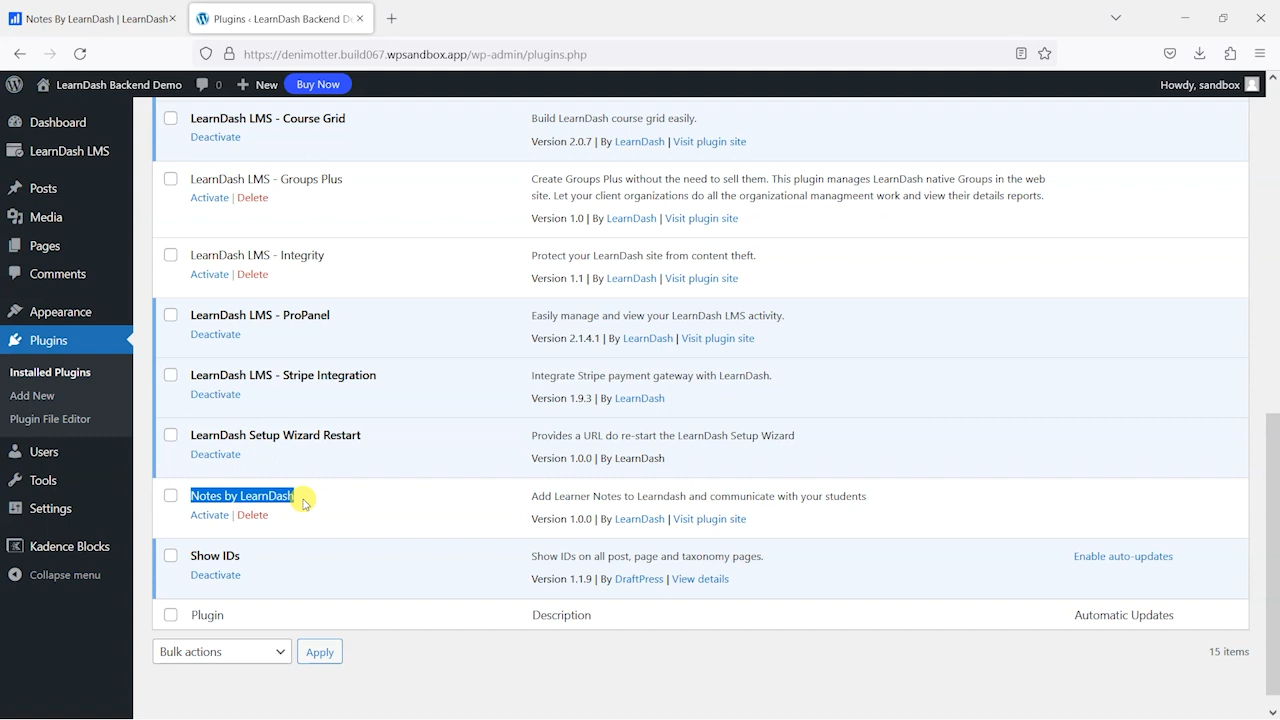 Notes By LearnDash | LearnDash
Plugins ‹ LearnDash Backend De
https://denimotter.build067.wpsandbox.app/wp-admin/plugins.php
LearnDash Backend Demo
0
New
Buy Now
Howdy, sandbox
Dashboard
LearnDash LMS
Posts
Media
Pages
Comments
Appearance
Plugins
Installed Plugins
Add New
Plugin File Editor
Users
Tools
Settings
Kadence Blocks
Collapse menu
LearnDash LMS - Course Grid
Deactivate
Build LearnDash course grid easily.
Version 2.0.7 | By LearnDash | Visit plugin site
LearnDash LMS - Groups Plus
Activate | Delete
Create Groups Plus without the need to sell them. This plugin manages LearnDash native Groups in the web
site. Let your client organizations do all the organizational managmeent work and view their details reports.
Version 1.0 | By LearnDash | Visit plugin site
LearnDash LMS - Integrity
Activate | Delete
Protect your LearnDash site from content theft.
Version 1.1 | By LearnDash | Visit plugin site
LearnDash LMS - ProPanel
Deactivate
Easily manage and view your LearnDash LMS activity.
Version 2.1.4.1 | By LearnDash | Visit plugin site
LearnDash LMS - Stripe Integration
Deactivate
Integrate Stripe payment gateway with LearnDash.
Version 1.9.3 | By LearnDash
LearnDash Setup Wizard Restart
Deactivate
Provides a URL do re-start the LearnDash Setup Wizard
Version 1.0.0 | By LearnDash
Notes by LearnDash
Activate | Delete
Add Learner Notes to Learndash and communicate with your students
Version 1.0.0 | By LearnDash | Visit plugin site
Show IDs
Deactivate
Show IDs on all post, page and taxonomy pages.
Version 1.1.9 | By DraftPress | View details
Enable auto-updates
Plugin
Description
Automatic Updates
Bulk actions
Apply
15 items